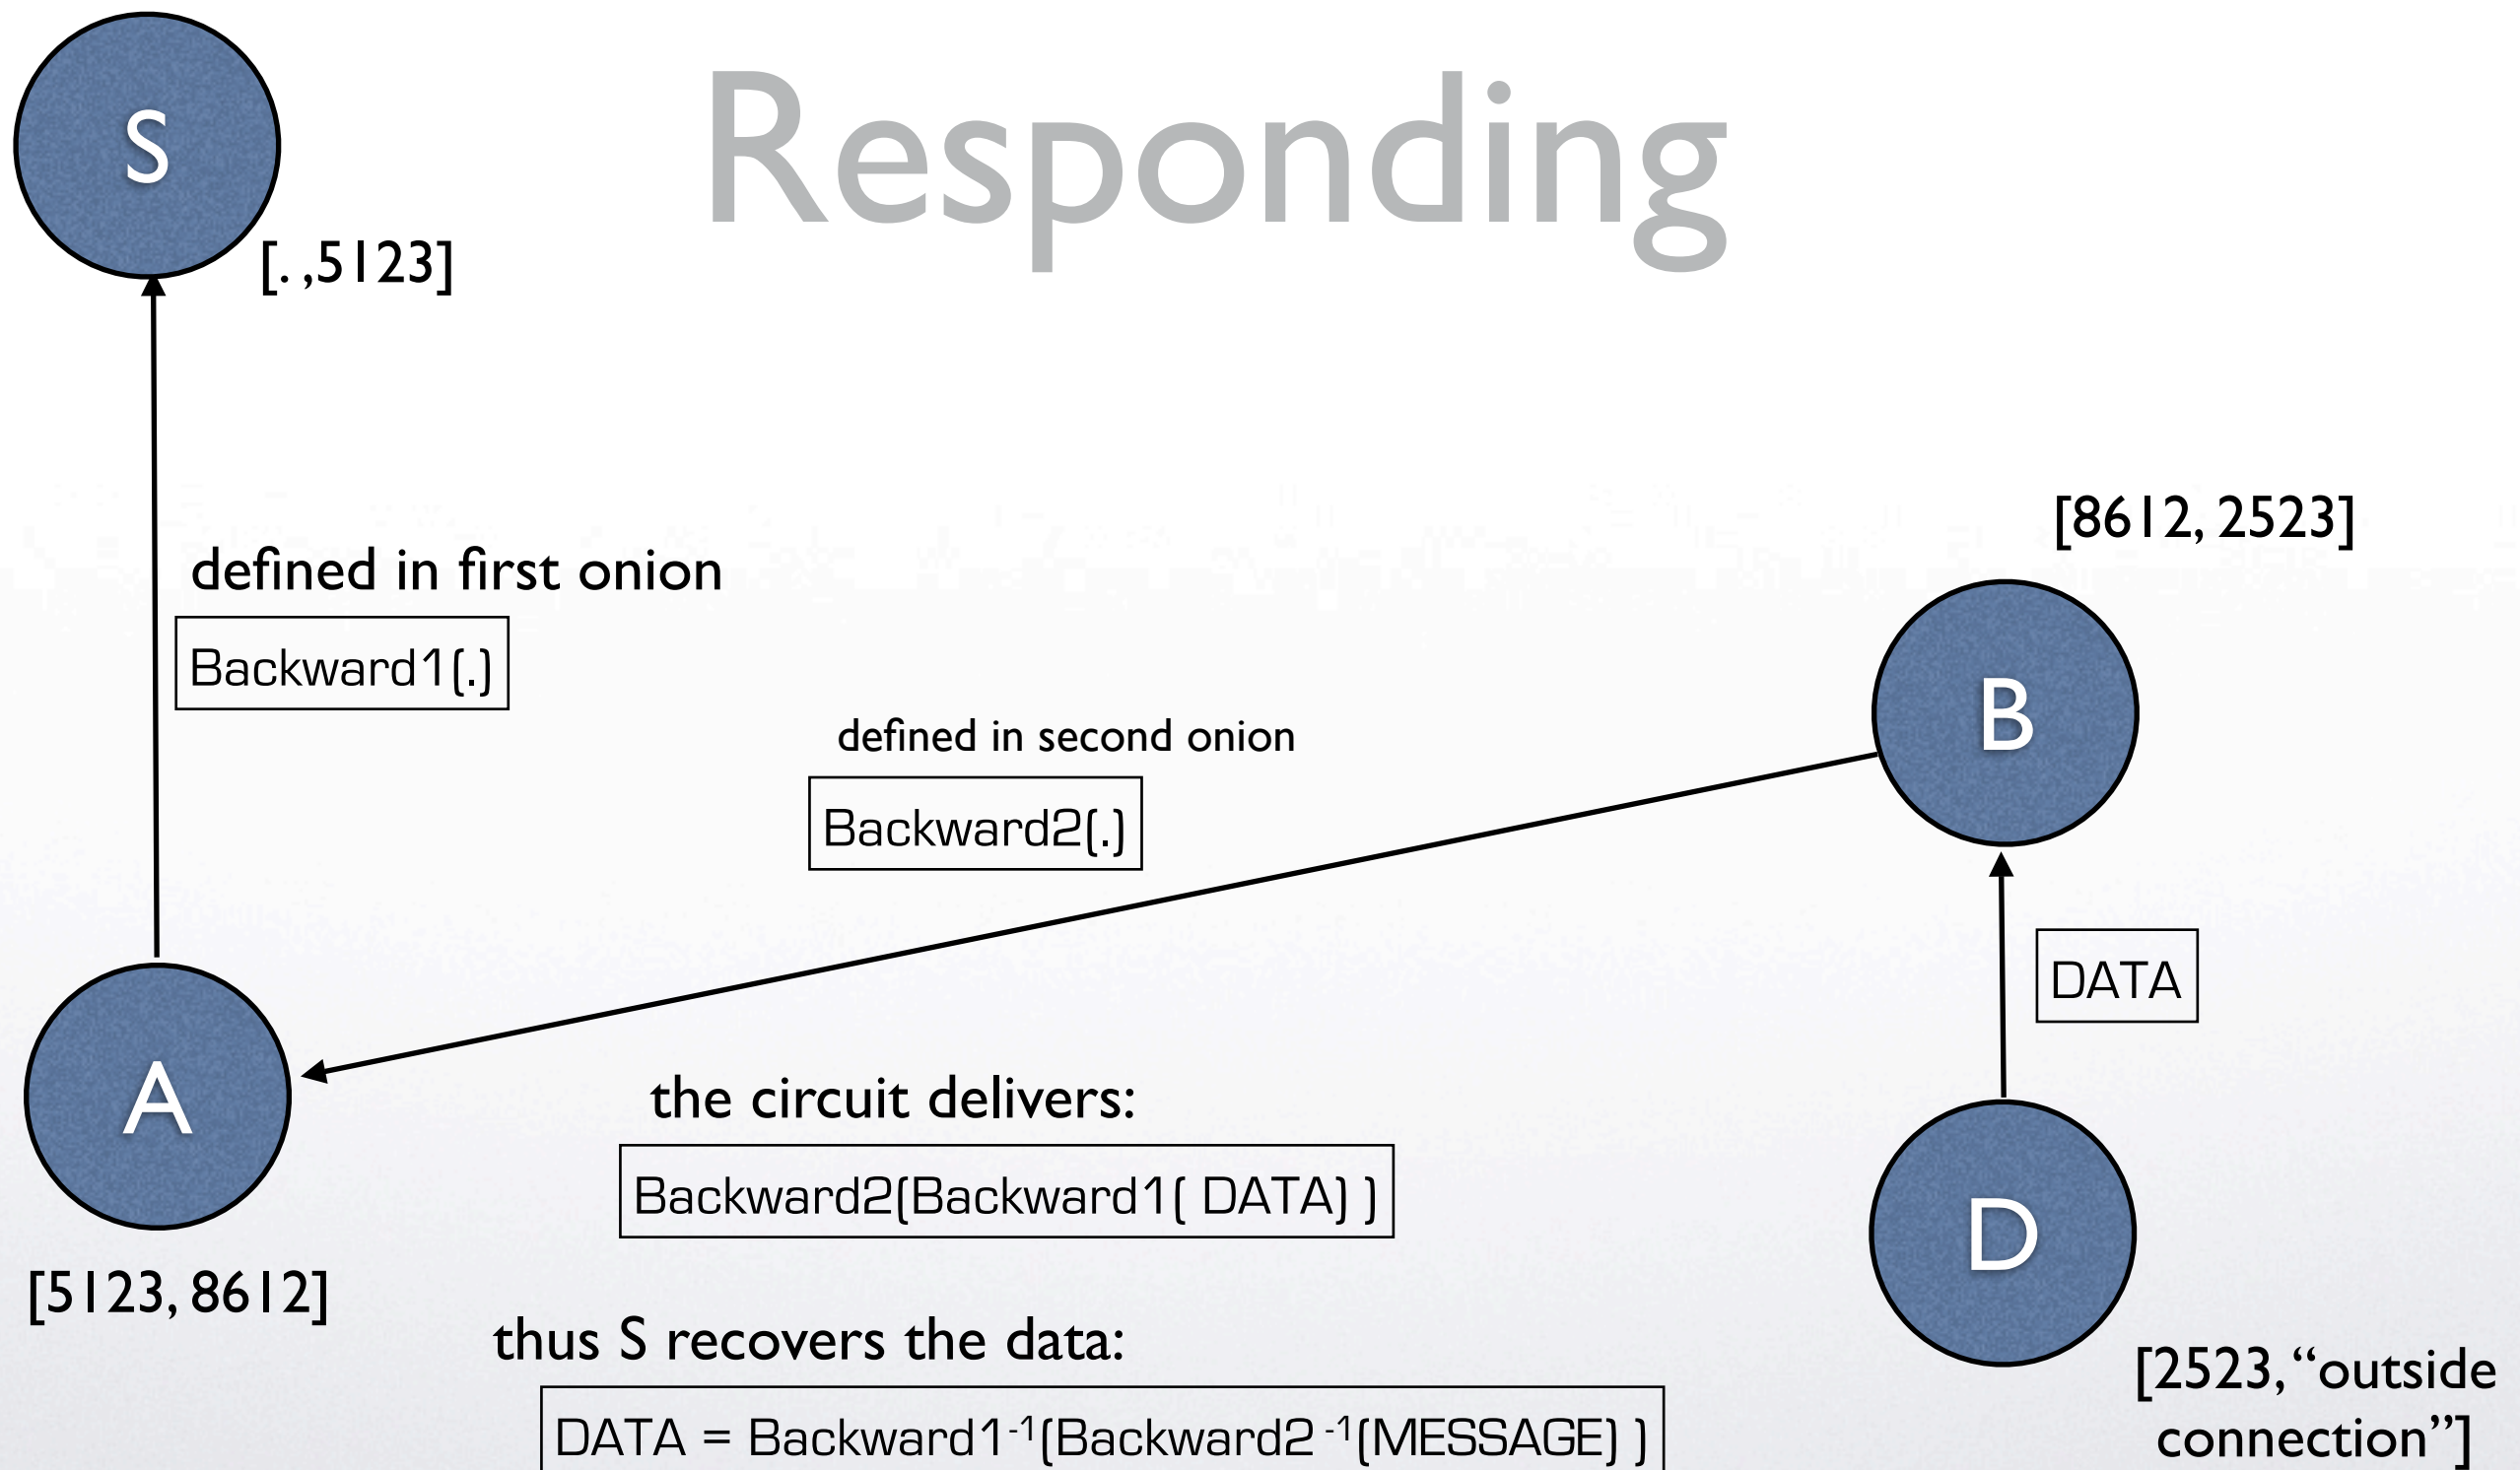 Responding
S
[. ,5123]
[8612, 2523]
defined in first onion
Backward1(.)
defined in second onion
Backward2(.)
B
DATA
A
the circuit delivers:
Backward2(Backward1( DATA) )
D
[5123, 8612]
thus S recovers the data:
DATA = Backward1⁻¹(Backward2 ⁻¹(MESSAGE) )
[2523, “outside
connection”]